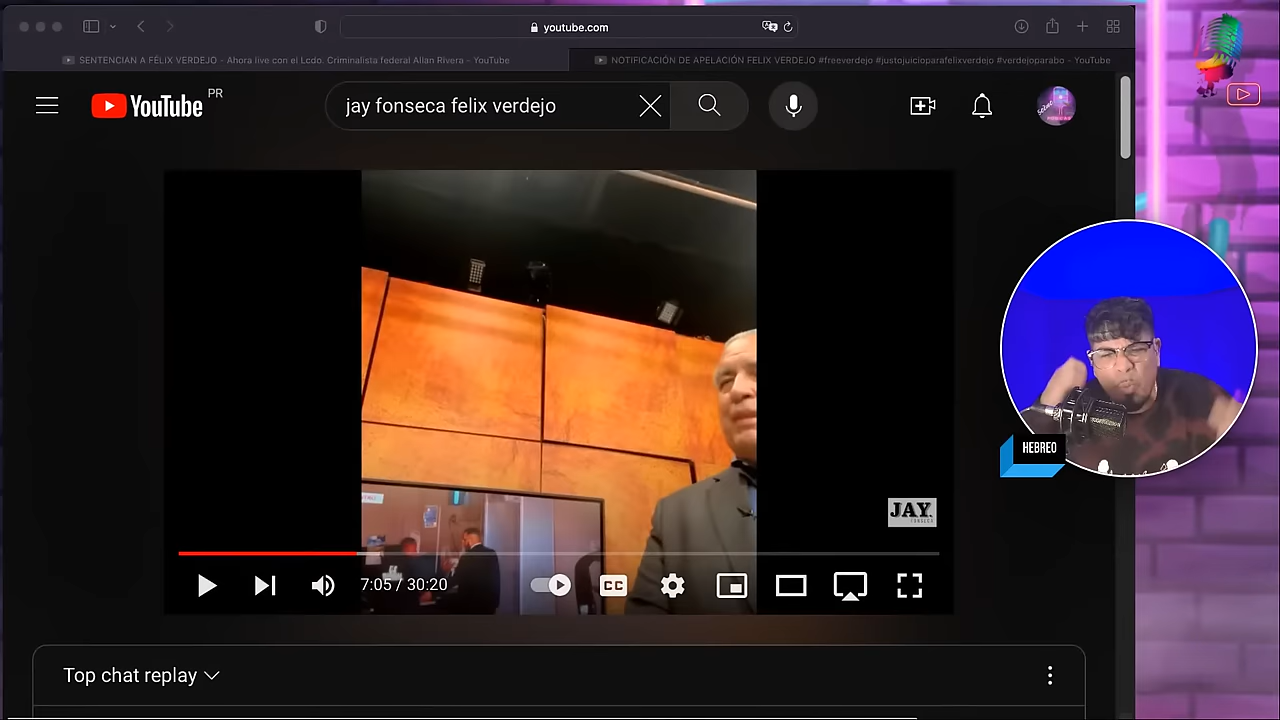 youtube.com
SENTENCIAN A FÉLIX VERDEJO - Ahora live con el Lcdo. Criminalista federal Allan Rivera - YouTube
NOTIFICACIÓN DE APELACIÓN FELIX VERDEJO #freeverdejo #justojuicioparafelixverdejo #verdejoparabo - YouTube
YouTube PR
jay fonseca felix verdejo
HEBREO
JAY.
FONSECA
7:05 / 30:20
CC
Top chat replay